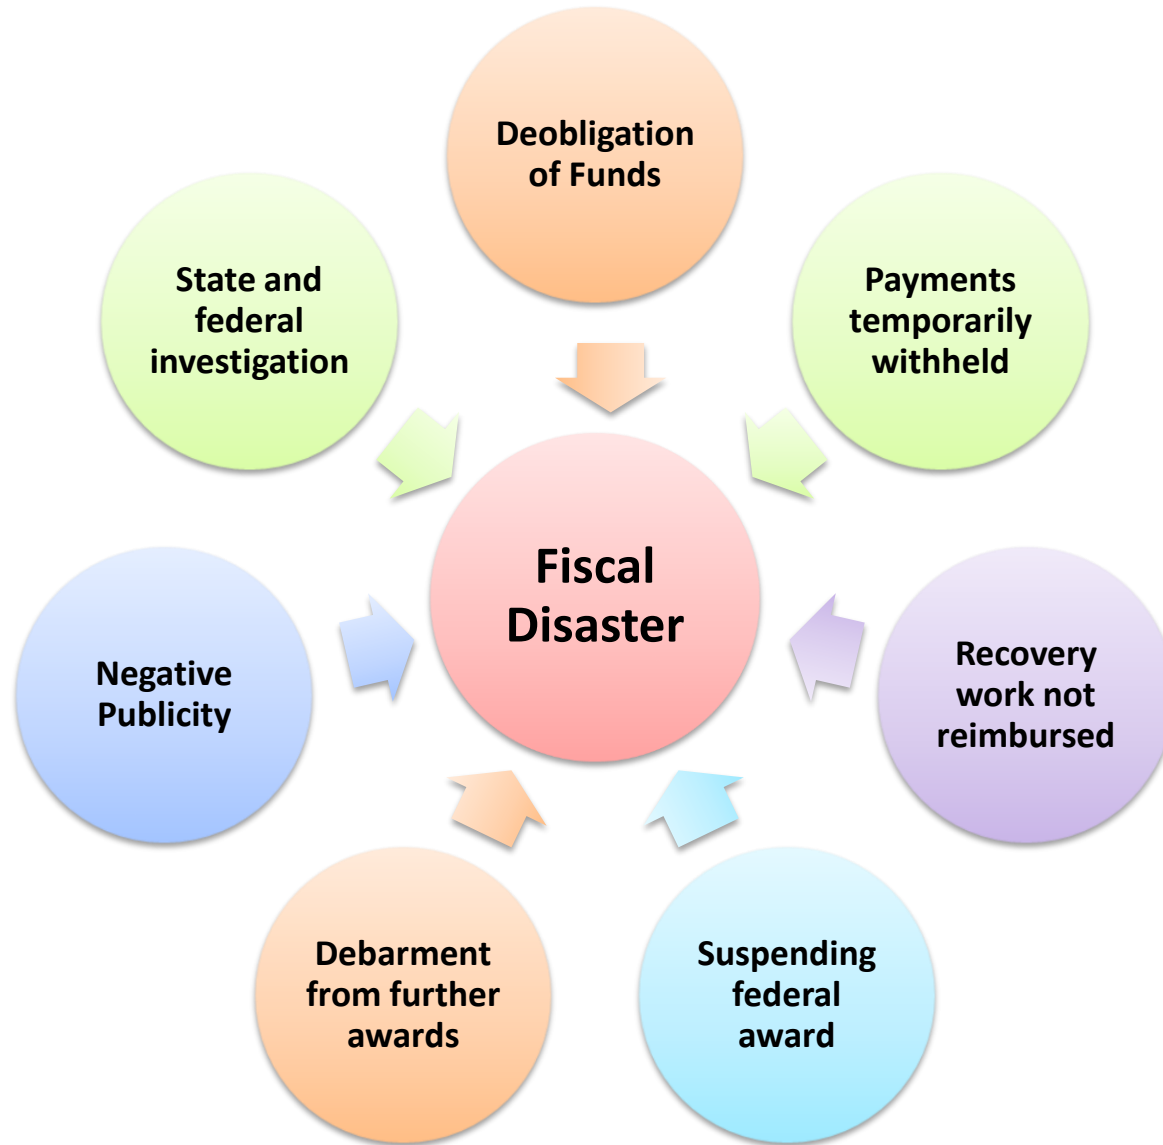 Deobligation
of Funds
Payments
temporarily
withheld
Recovery
work not
reimbursed
Suspending
federal
award
Debarment
from further
awards
Negative
Publicity
State and
federal
investigation
Fiscal
Disaster